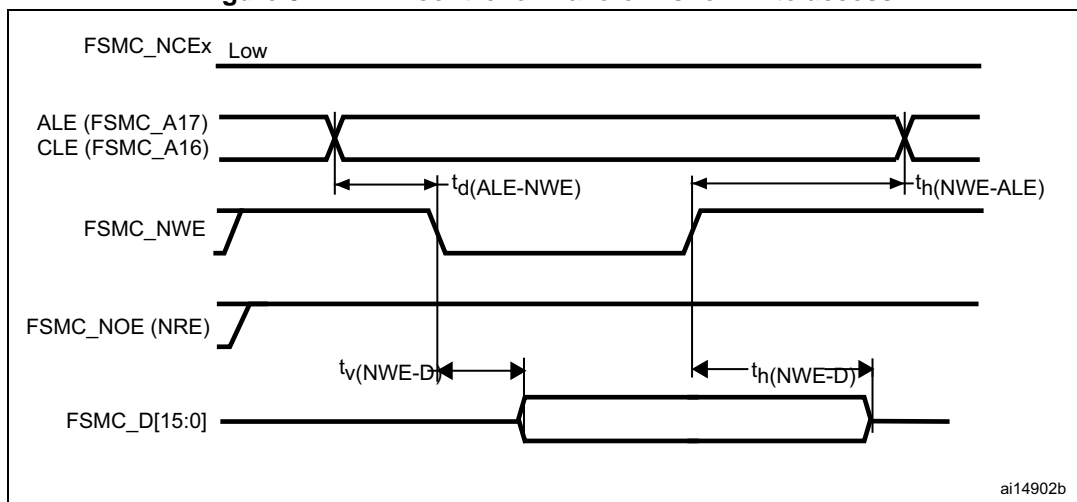 FSMC_NCEx Low
ALE (FSMC_A17)
CLE (FSMC_A16)
td(ALE-NWE)
th(NWE-ALE)
FSMC_NWE
FSMC_NOE (NRE)
tv(NWE-D)
th(NWE-D)
FSMC_D[15:0]
ai14902b